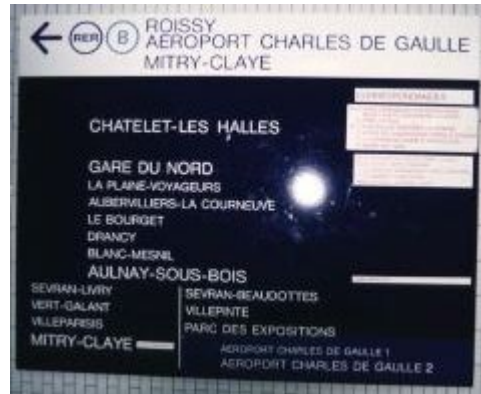 RER B ROISSY
AEROPORT CHARLES DE GAULLE
MITRY-CLAYE
CHATELET-LES HALLES
GARE DU NORD
LA PLAINE-VOYAGEURS
AUBERVILLIERS-LA COURNEUVE
LE BOURGET
DRANCY
BLANC-MESNIL
AULNAY-SOUS-BOIS
SEVRAN-LIVRY
VERT-GALANT
VILLEPARISIS
MITRY-CLAYE
SEVRAN-BEAUDOTTES
VILLEPINTE
PARC DES EXPOSITIONS
AEROPORT CHARLES DE GAULLE 1
AEROPORT CHARLES DE GAULLE 2